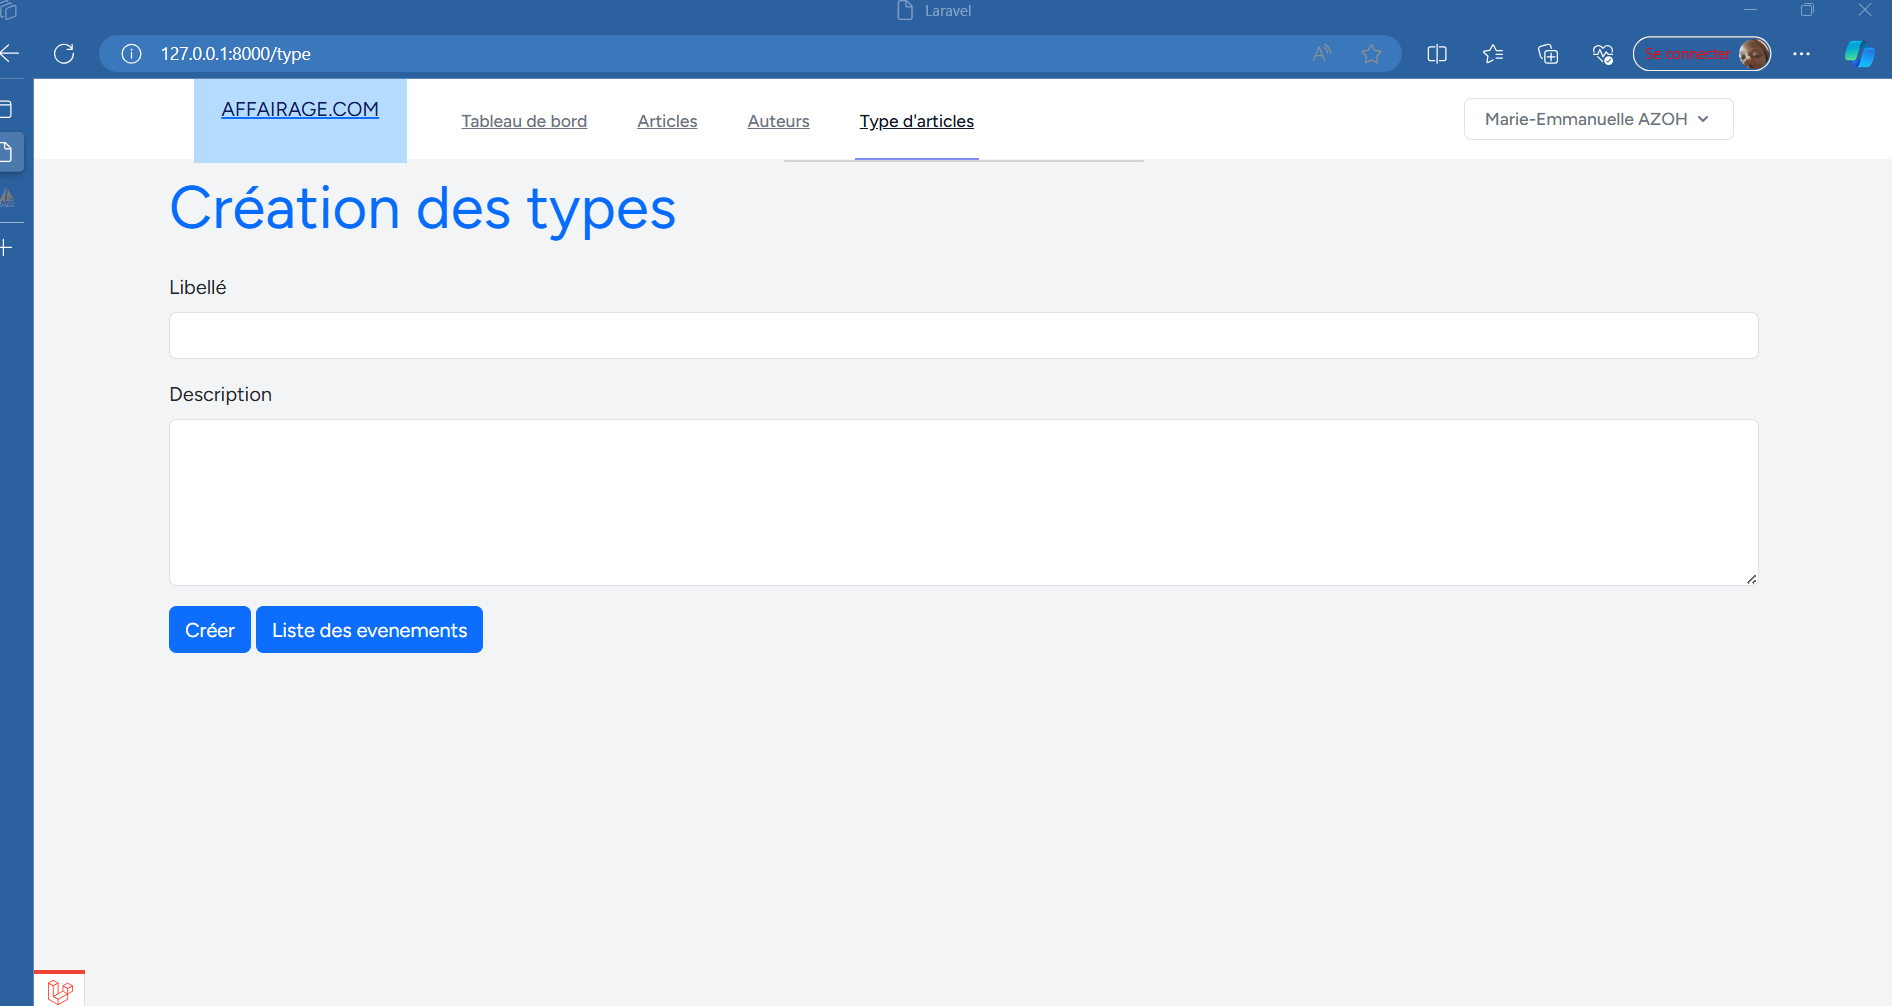 Laravel
127.0.0.1:8000/type
Se connecter
AFFAIRAGE.COM
Tableau de bord
Articles
Auteurs
Type d'articles
Marie-Emmanuelle AZOH
Création des types
Libellé
Description
Créer
Liste des evenements